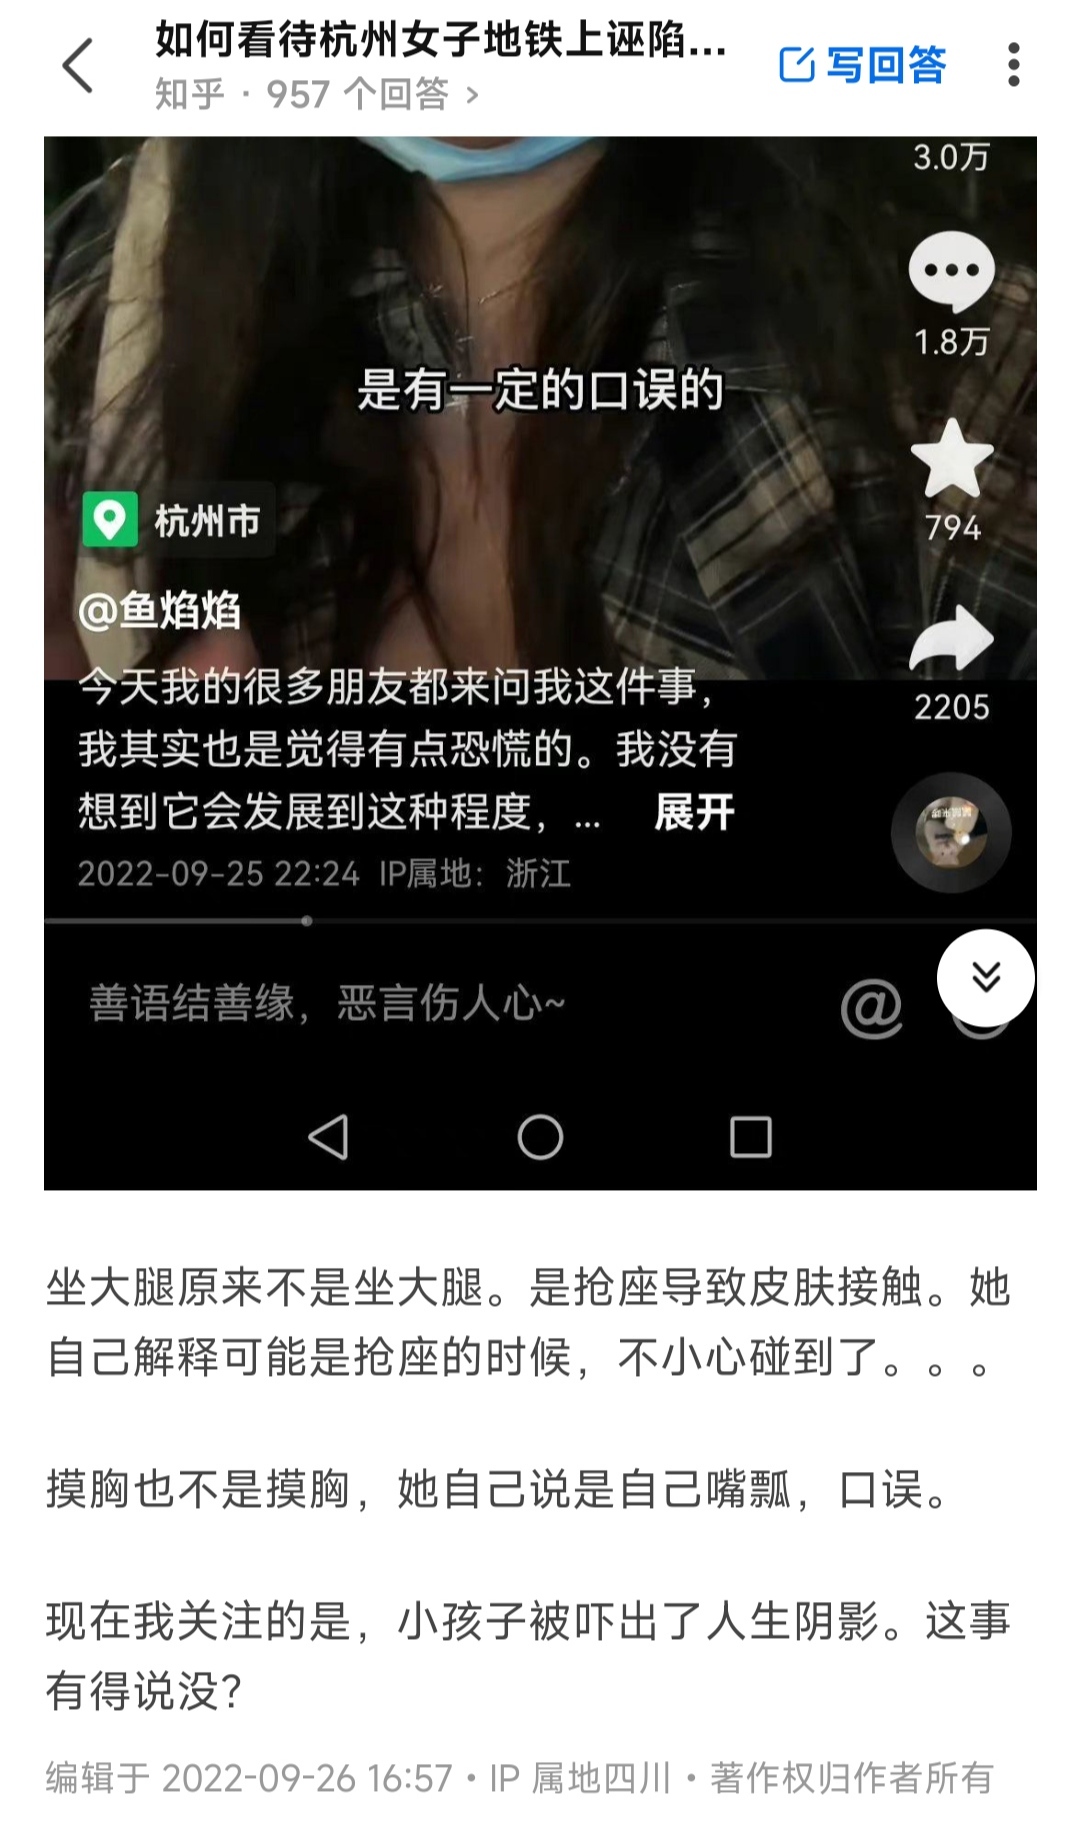 如何看待杭州女子地铁上诬陷...
知乎 · 957 个回答 >
写回答
3.0万
1.8万
是有一定的口误的
794
杭州市
@鱼焰焰
今天我的很多朋友都来问我这件事，
我其实也是觉得有点恐慌的。我没有
2205
想到它会发展到这种程度，... 展开
2022-09-25 22:24 IP属地：浙江
善语结善缘，恶言伤人心~
@
坐大腿原来不是坐大腿。是抢座导致皮肤接触。她
自己解释可能是抢座的时候，不小心碰到了。。。
摸胸也不是摸胸，她自己说是自己嘴瓢，口误。
现在我关注的是，小孩子被吓出了人生阴影。这事
有得说没？
编辑于 2022-09-26 16:57 · IP 属地四川 · 著作权归作者所有